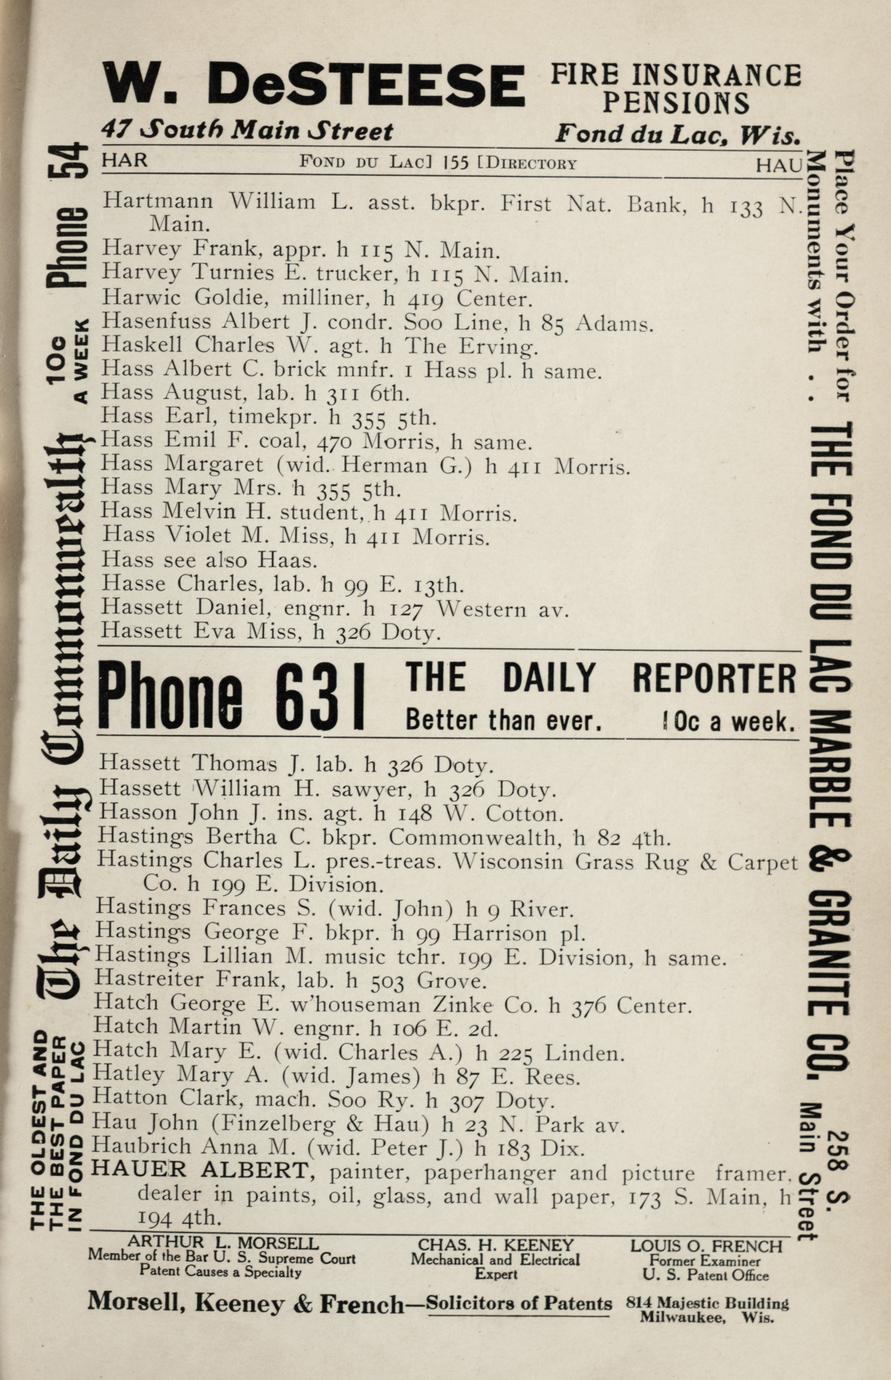 W. DeSTEESE
FIRE INSURANCE
PENSIONS
47 South Main Street
Fond du Lac, Wis.
HAR
FOND DU LAC] 155 [DIRECTORY
HAU
Hartmann William L. asst. bkpr. First Nat. Bank, h 133 N.
Main.
Harvey Frank, appr. h 115 N. Main.
Harvey Turnies E. trucker, h 115 N. Main.
Harwic Goldie, milliner, h 419 Center.
Hasenfuss Albert J. condr. Soo Line, h 85 Adams.
Haskell Charles W. agt. h The Erving.
Hass Albert C. brick mnfr. 1 Hass pl. h same.
Hass August, lab. h 311 6th.
Hass Earl, timekpr. h 355 5th.
Hass Emil F. coal, 470 Morris, h same.
Hass Margaret (wid. Herman G.) h 411 Morris.
Hass Mary Mrs. h 355 5th.
Hass Melvin H. student, h 411 Morris.
Hass Violet M. Miss, h 411 Morris.
Hass see also Haas.
Hasse Charles, lab. h 99 E. 13th.
Hassett Daniel, engnr. h 127 Western av.
Hassett Eva Miss, h 326 Doty.
Phone 631
THE DAILY REPORTER
Better than ever. 10c a week.
Hassett Thomas J. lab. h 326 Doty.
Hassett William H. sawyer, h 326 Doty.
Hasson John J. ins. agt. h 148 W. Cotton.
Hastings Bertha C. bkpr. Commonwealth, h 82 4th.
Hastings Charles L. pres.-treas. Wisconsin Grass Rug & Carpet
Co. h 199 E. Division.
Hastings Frances S. (wid. John) h 9 River.
Hastings George F. bkpr. h 99 Harrison pl.
Hastings Lillian M. music tchr. 199 E. Division, h same.
Hastreiter Frank, lab. h 503 Grove.
Hatch George E. w'houseman Zinke Co. h 376 Center.
Hatch Martin W. engnr. h 106 E. 2d.
Hatch Mary E. (wid. Charles A.) h 225 Linden.
Hatley Mary A. (wid. James) h 87 E. Rees.
Hatton Clark, mach. Soo Ry. h 307 Doty.
Hau John (Finzelberg & Hau) h 23 N. Park av.
Haubrich Anna M. (wid. Peter J.) h 183 Dix.
HAUER ALBERT, painter, paperhanger and picture framer,
dealer in paints, oil, glass, and wall paper, 173 S. Main, h
194 4th.
ARTHUR L. MORSELL
Member of the Bar U. S. Supreme Court
Patent Causes a Specialty
CHAS. H. KEENEY
Mechanical and Electrical
Expert
LOUIS O. FRENCH
Former Examiner
U. S. Patent Office
Morsell, Keeney & French—Solicitors of Patents
814 Majestic Building
Milwaukee, Wis.
THE OLDEST AND
THE BEST PAPER
IN FOND DU LAC
The Daily Commonwealth
10c
A WEEK
Phone 54
Place Your Order for
Monuments with . .
THE FOND DU LAC MARBLE & GRANITE CO.
258 S.
Main Street